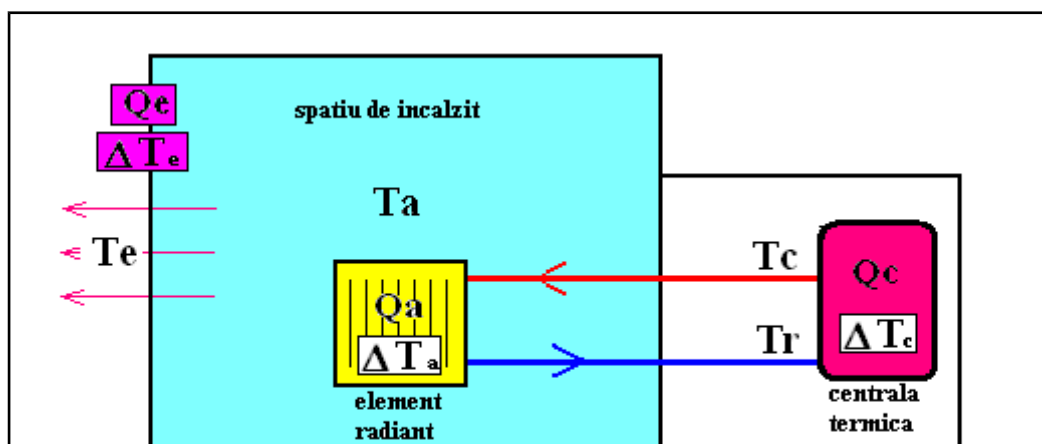 Qe
ΔTe
spatiu de incalzit
Ta
Te
Tc
Qc
Qa
ΔTa
Tr
ΔTc
element
radiant
centrala
termica